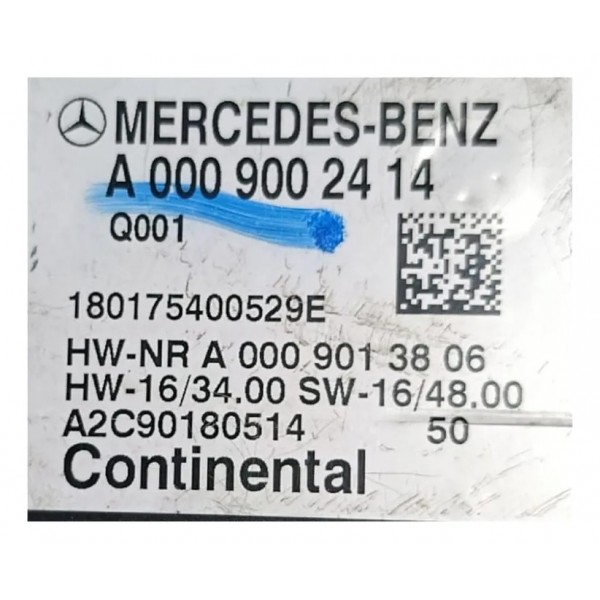 MERCEDES-BENZ
A 000 900 24 14
Q001
180175400529E
HW-NR A 000 901 38 06
HW-16/34.00 SW-16/48.00
A2C90180514 50
Continental